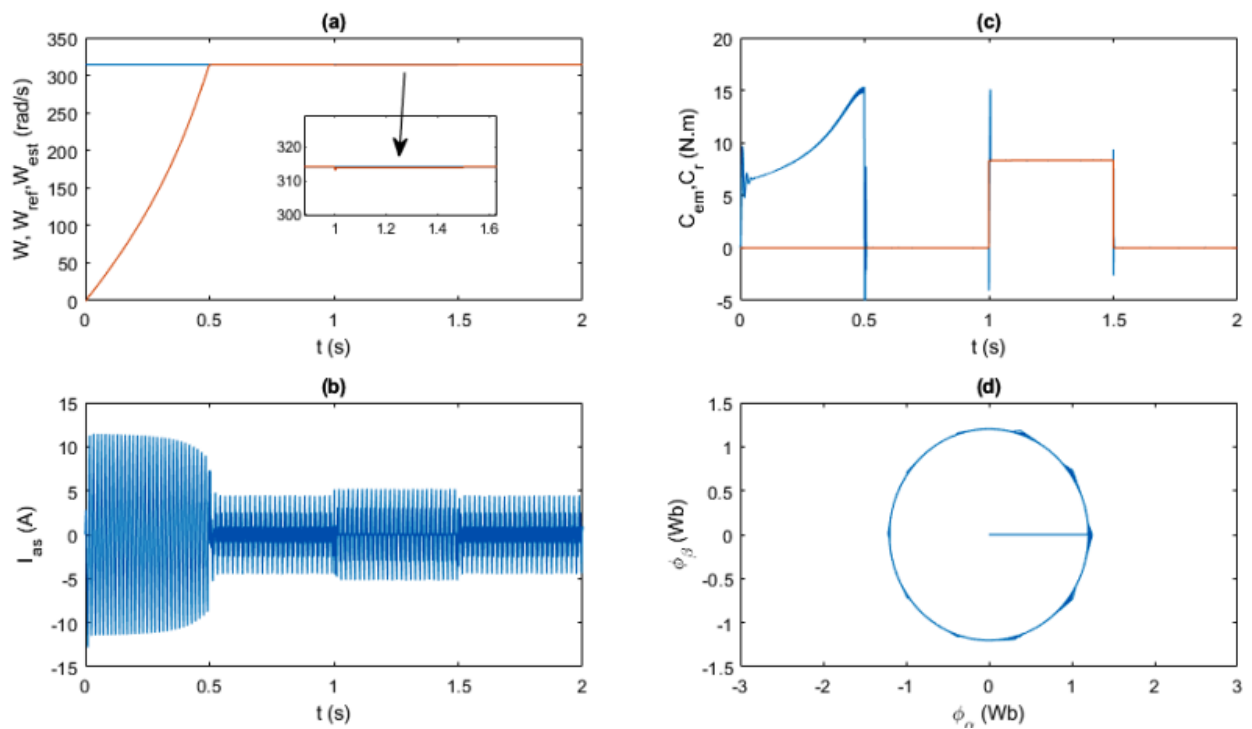 (a)
350
300
250
200
150
100
50
0
W, W_ref,W_est (rad/s)
320
310
300
1 1.2 1.4 1.6
0 0.5 1 1.5 2
t (s)
(c)
20
15
10
5
0
-5
C_em,C_r (N.m)
0 0.5 1 1.5 2
t (s)
(b)
15
10
5
0
-5
-10
-15
I_as (A)
0 0.5 1 1.5 2
t (s)
(d)
1.5
1
0.5
0
-0.5
-1
-1.5
ϕ_β (Wb)
-3 -2 -1 0 1 2 3
ϕ_α (Wb)